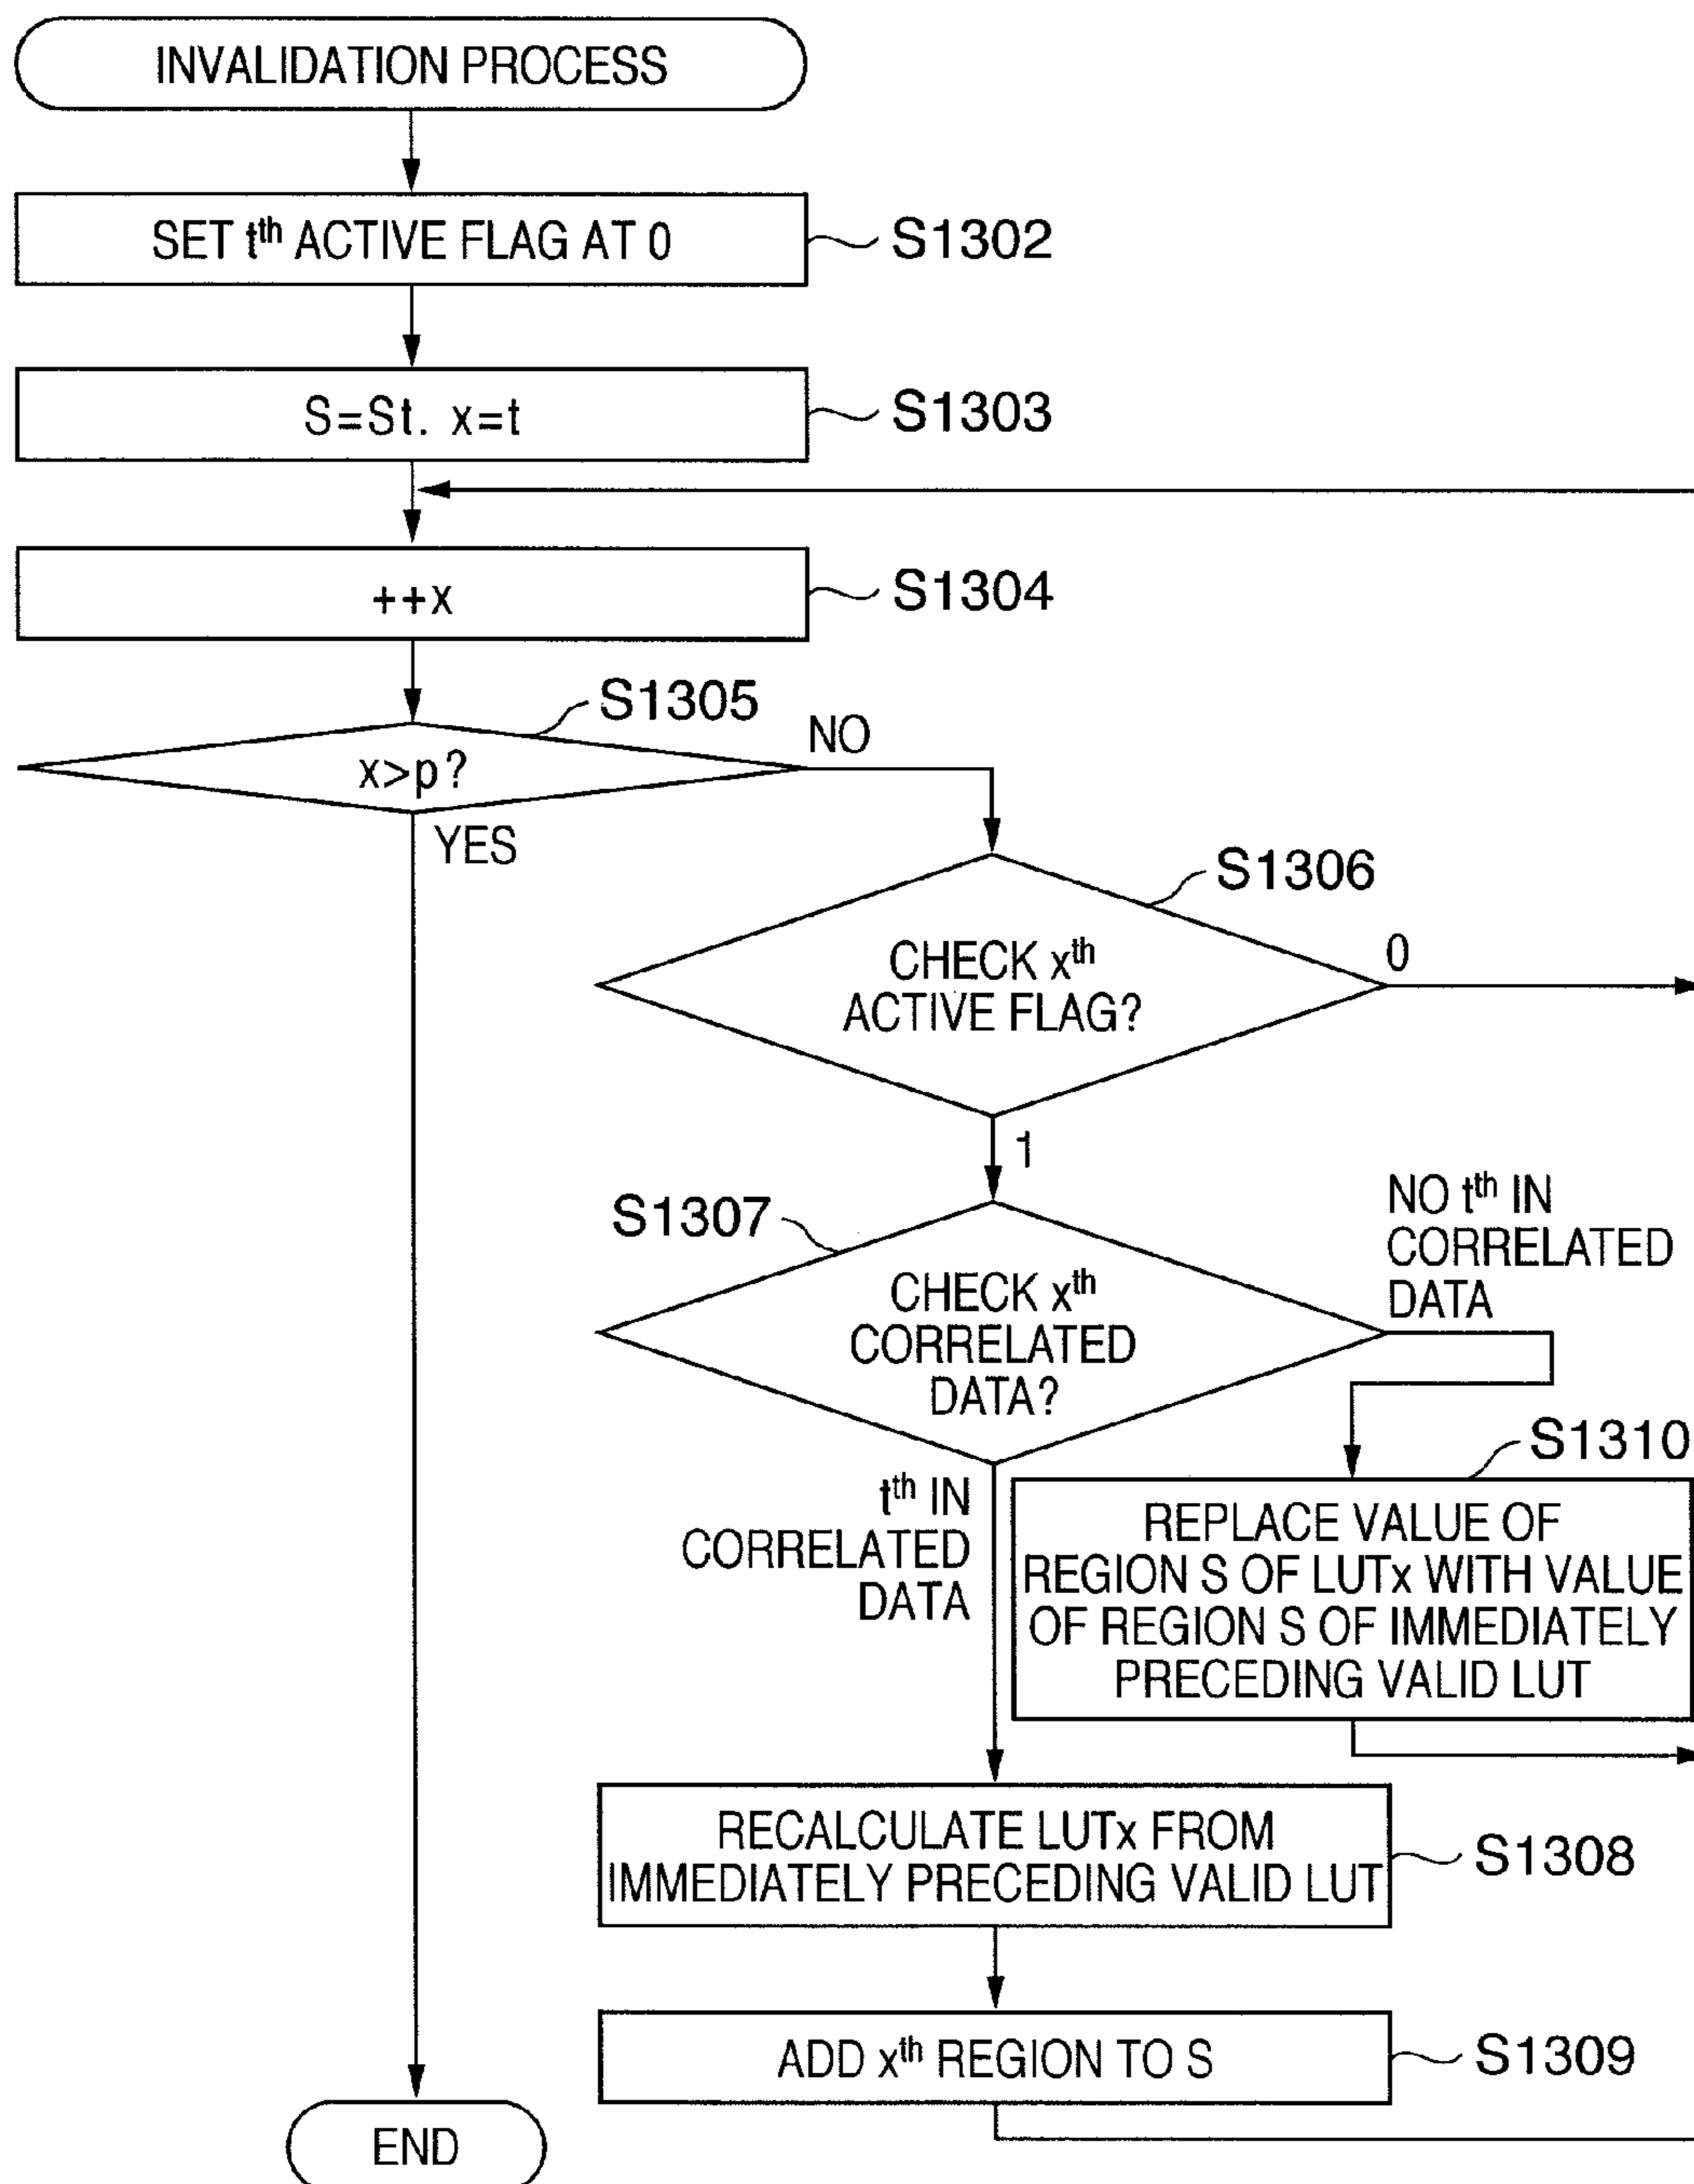 INVALIDATION PROCESS
SET tth ACTIVE FLAG AT 0
S1302
S=St. x=t
S1303
++x
S1304
S1305
x>p?
NO
YES
S1306
CHECK xth
ACTIVE FLAG?
0
1
S1307
CHECK xth
CORRELATED
DATA?
NO tth IN
CORRELATED
DATA
S1310
tth IN
CORRELATED
DATA
REPLACE VALUE OF
REGION S OF LUTx WITH VALUE
OF REGION S OF IMMEDIATELY
PRECEDING VALID LUT
RECALCULATE LUTx FROM
IMMEDIATELY PRECEDING VALID LUT
S1308
ADD xth REGION TO S
S1309
END